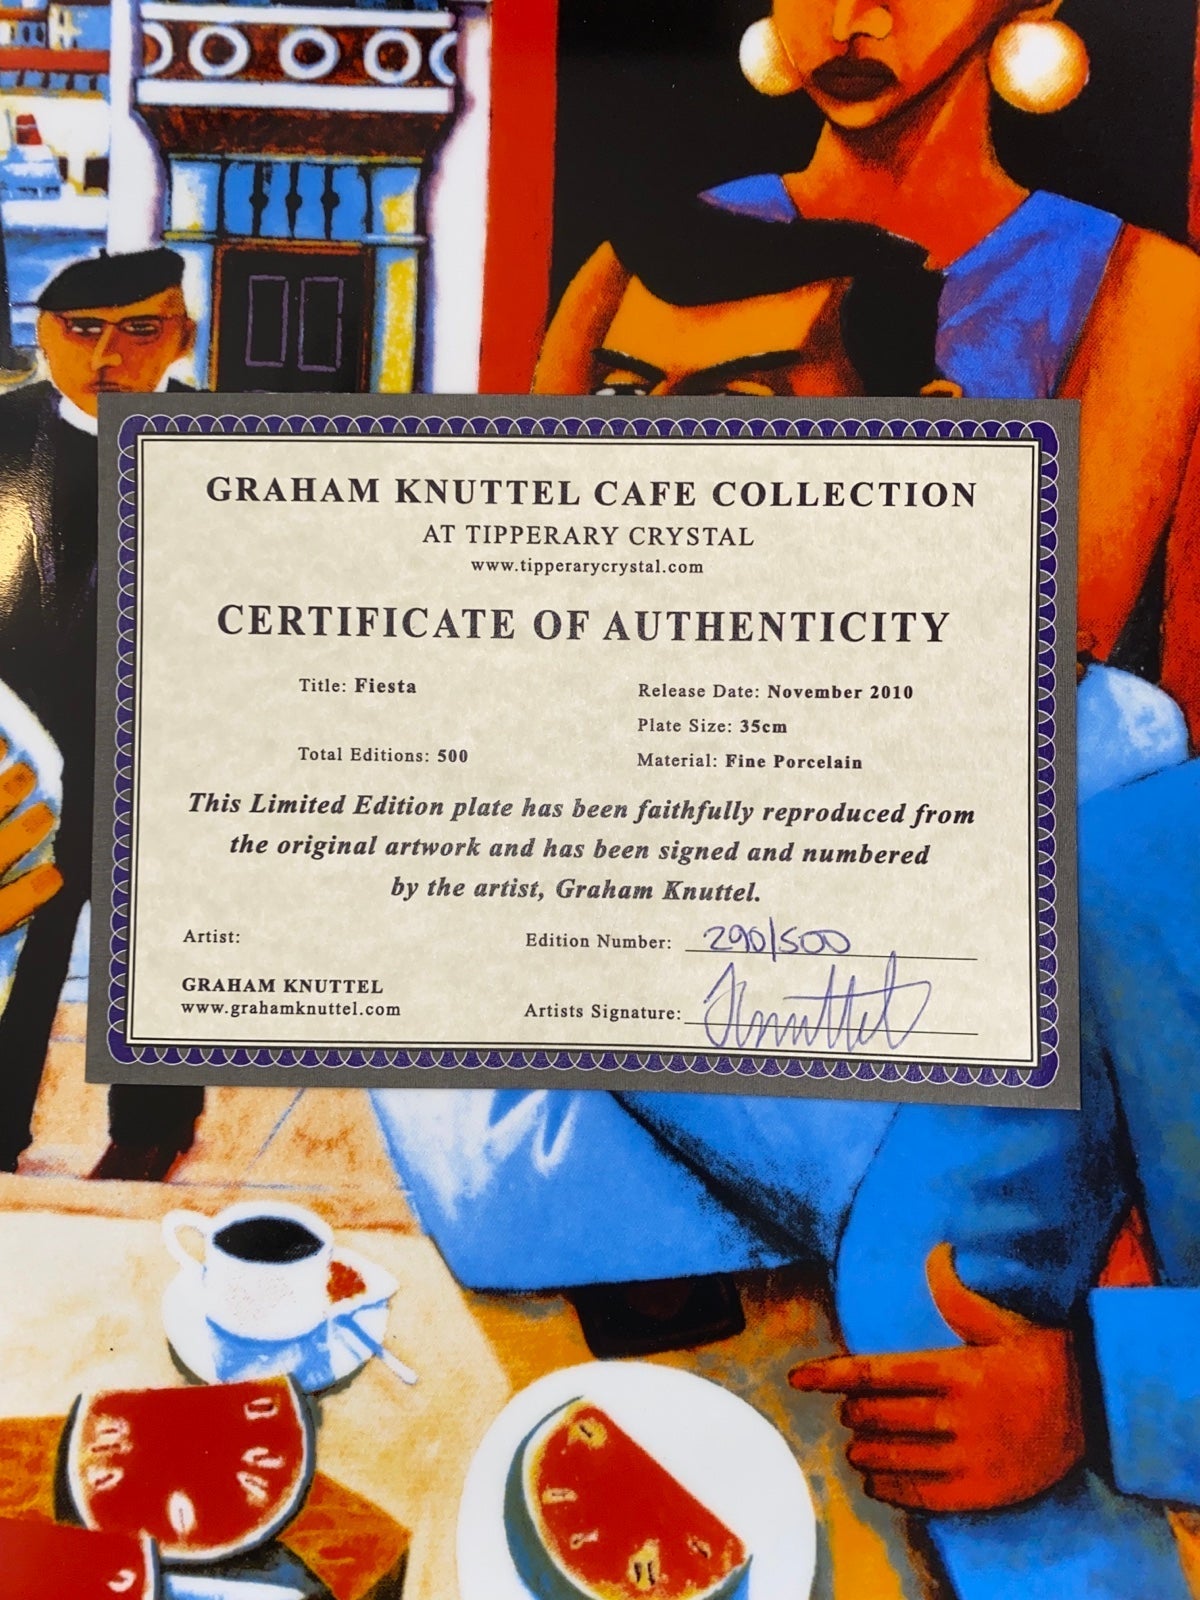 GRAHAM KNUTTEL CAFE COLLECTION
AT TIPPERARY CRYSTAL
www.tipperarycrystal.com
CERTIFICATE OF AUTHENTICITY
Title: Fiesta
Release Date: November 2010
Plate Size: 35cm
Total Editions: 500
Material: Fine Porcelain
This Limited Edition plate has been faithfully reproduced from
the original artwork and has been signed and numbered
by the artist, Graham Knuttel.
Artist:
Edition Number: 290/500
GRAHAM KNUTTEL
www.grahamknuttel.com
Artists Signature: Knuttel